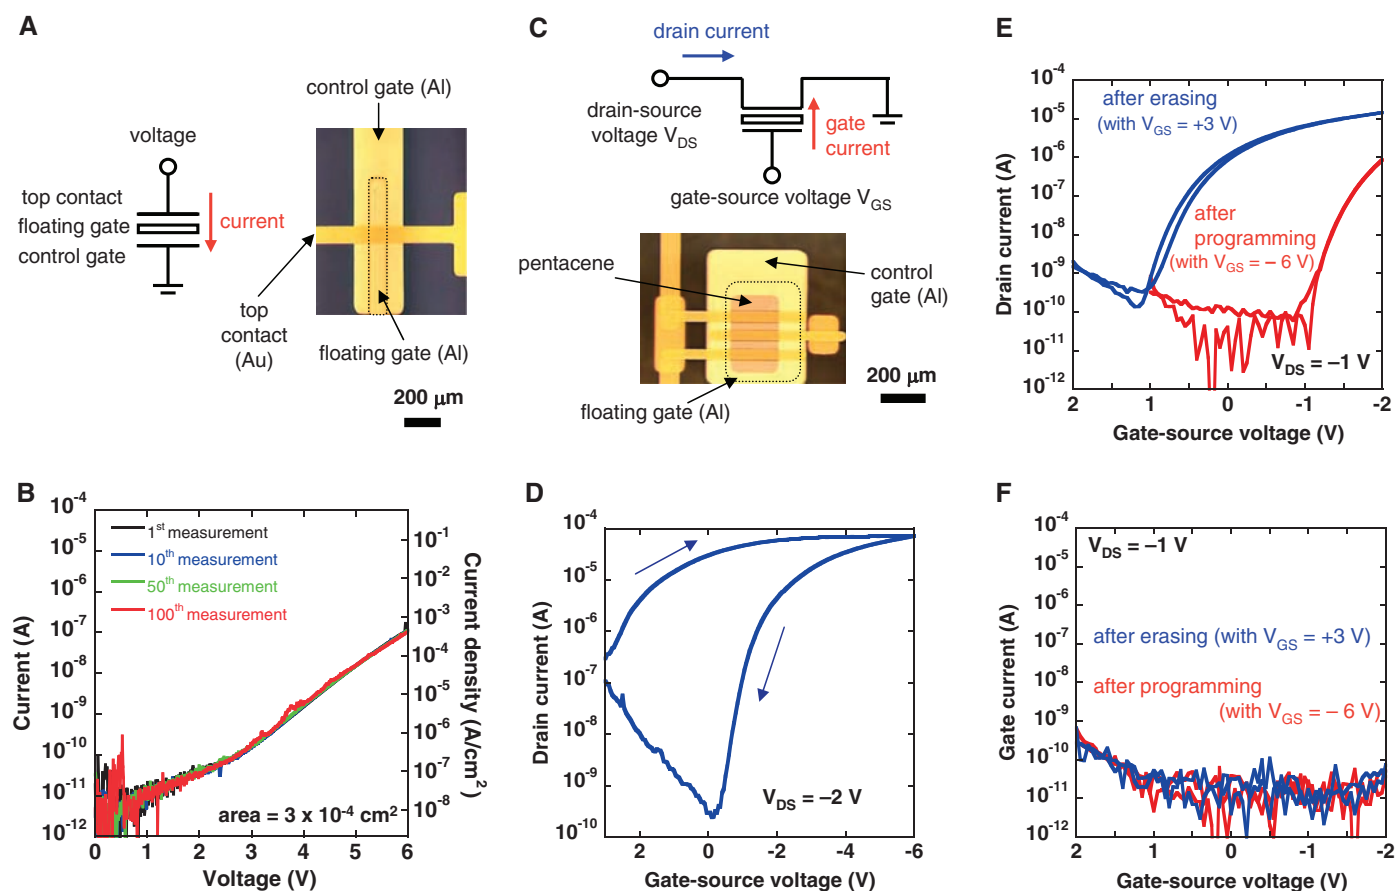 A
control gate (Al)
voltage
top contact
floating gate
control gate
current
top
contact
(Au)
floating gate (Al)
200 μm
B
10⁻⁴
10⁻⁵
10⁻⁶
10⁻⁷
10⁻⁸
10⁻⁹
10⁻¹⁰
10⁻¹¹
10⁻¹²
Current (A)
1ˢᵗ measurement
10ᵗʰ measurement
50ᵗʰ measurement
100ᵗʰ measurement
area = 3 x 10⁻⁴ cm²
10⁻¹
10⁻²
10⁻³
10⁻⁴
10⁻⁵
10⁻⁶
10⁻⁷
10⁻⁸
Current density (A/cm²)
0 1 2 3 4 5 6
Voltage (V)
C
drain current
drain-source
voltage V_DS
gate
current
gate-source voltage V_GS
pentacene
control
gate (Al)
floating gate (Al)
200 μm
D
10⁻⁴
10⁻⁵
10⁻⁶
10⁻⁷
10⁻⁸
10⁻⁹
10⁻¹⁰
Drain current (A)
V_DS = –2 V
2 0 -2 -4 -6
Gate-source voltage (V)
E
10⁻⁴
10⁻⁵
10⁻⁶
10⁻⁷
10⁻⁸
10⁻⁹
10⁻¹⁰
10⁻¹¹
10⁻¹²
Drain current (A)
after erasing
(with V_GS = +3 V)
after
programming
(with V_GS = – 6 V)
V_DS = –1 V
2 1 0 -1 -2
Gate-source voltage (V)
F
10⁻⁴
10⁻⁵
10⁻⁶
10⁻⁷
10⁻⁸
10⁻⁹
10⁻¹⁰
10⁻¹¹
10⁻¹²
Gate current (A)
V_DS = –1 V
after erasing (with V_GS = +3 V)
after programming
(with V_GS = – 6 V)
2 1 0 -1 -2
Gate-source voltage (V)